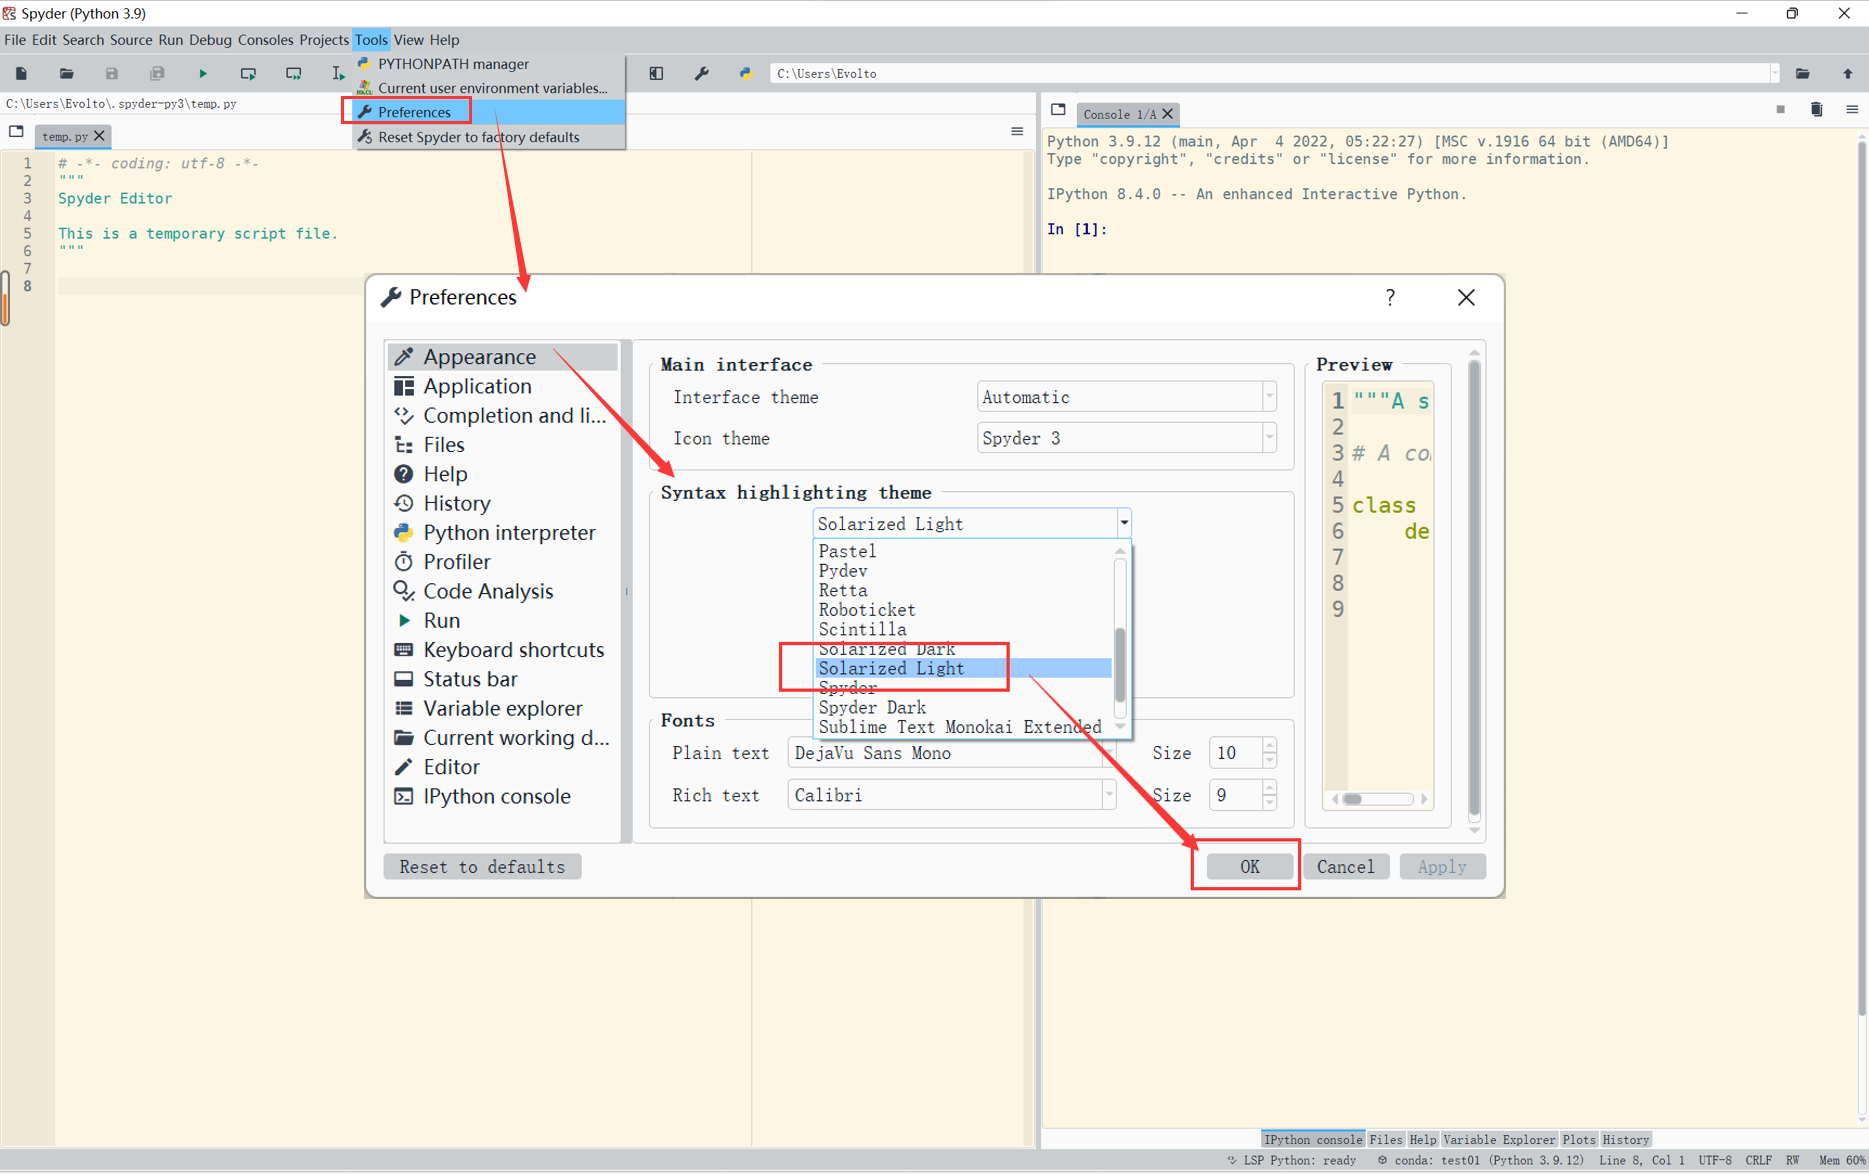 Spyder (Python 3.9)
File Edit Search Source Run Debug Consoles Projects Tools View Help
PYTHONPATH manager
Current user environment variables...
Preferences
Reset Spyder to factory defaults
C:\Users\Evolto
C:\Users\Evolto\.spyder-py3\temp.py
temp.py
1 # -*- coding: utf-8 -*-
2 """
3 Spyder Editor
4
5 This is a temporary script file.
6 """
7
8
Console 1/A
Python 3.9.12 (main, Apr  4 2022, 05:22:27) [MSC v.1916 64 bit (AMD64)]
Type "copyright", "credits" or "license" for more information.
IPython 8.4.0 -- An enhanced Interactive Python.
In [1]:
Preferences
?
Appearance
Application
Completion and li...
Files
Help
History
Python interpreter
Profiler
Code Analysis
Run
Keyboard shortcuts
Status bar
Variable explorer
Current working d...
Editor
IPython console
Main interface
Interface theme Automatic
Icon theme Spyder 3
Syntax highlighting theme
Solarized Light
Pastel
Pydev
Retta
Roboticket
Scintilla
Solarized Dark
Solarized Light
Spyder
Spyder Dark
Sublime Text Monokai Extended
Fonts
Plain text DejaVu Sans Mono Size 10
Rich text Calibri Size 9
Preview
1 """A s
2
3 # A co
4
5 class
6 de
7
8
9
Reset to defaults
OK Cancel Apply
IPython console Files Help Variable Explorer Plots History
LSP Python: ready conda: test01 (Python 3.9.12) Line 8, Col 1 UTF-8 CRLF RW Mem 60%